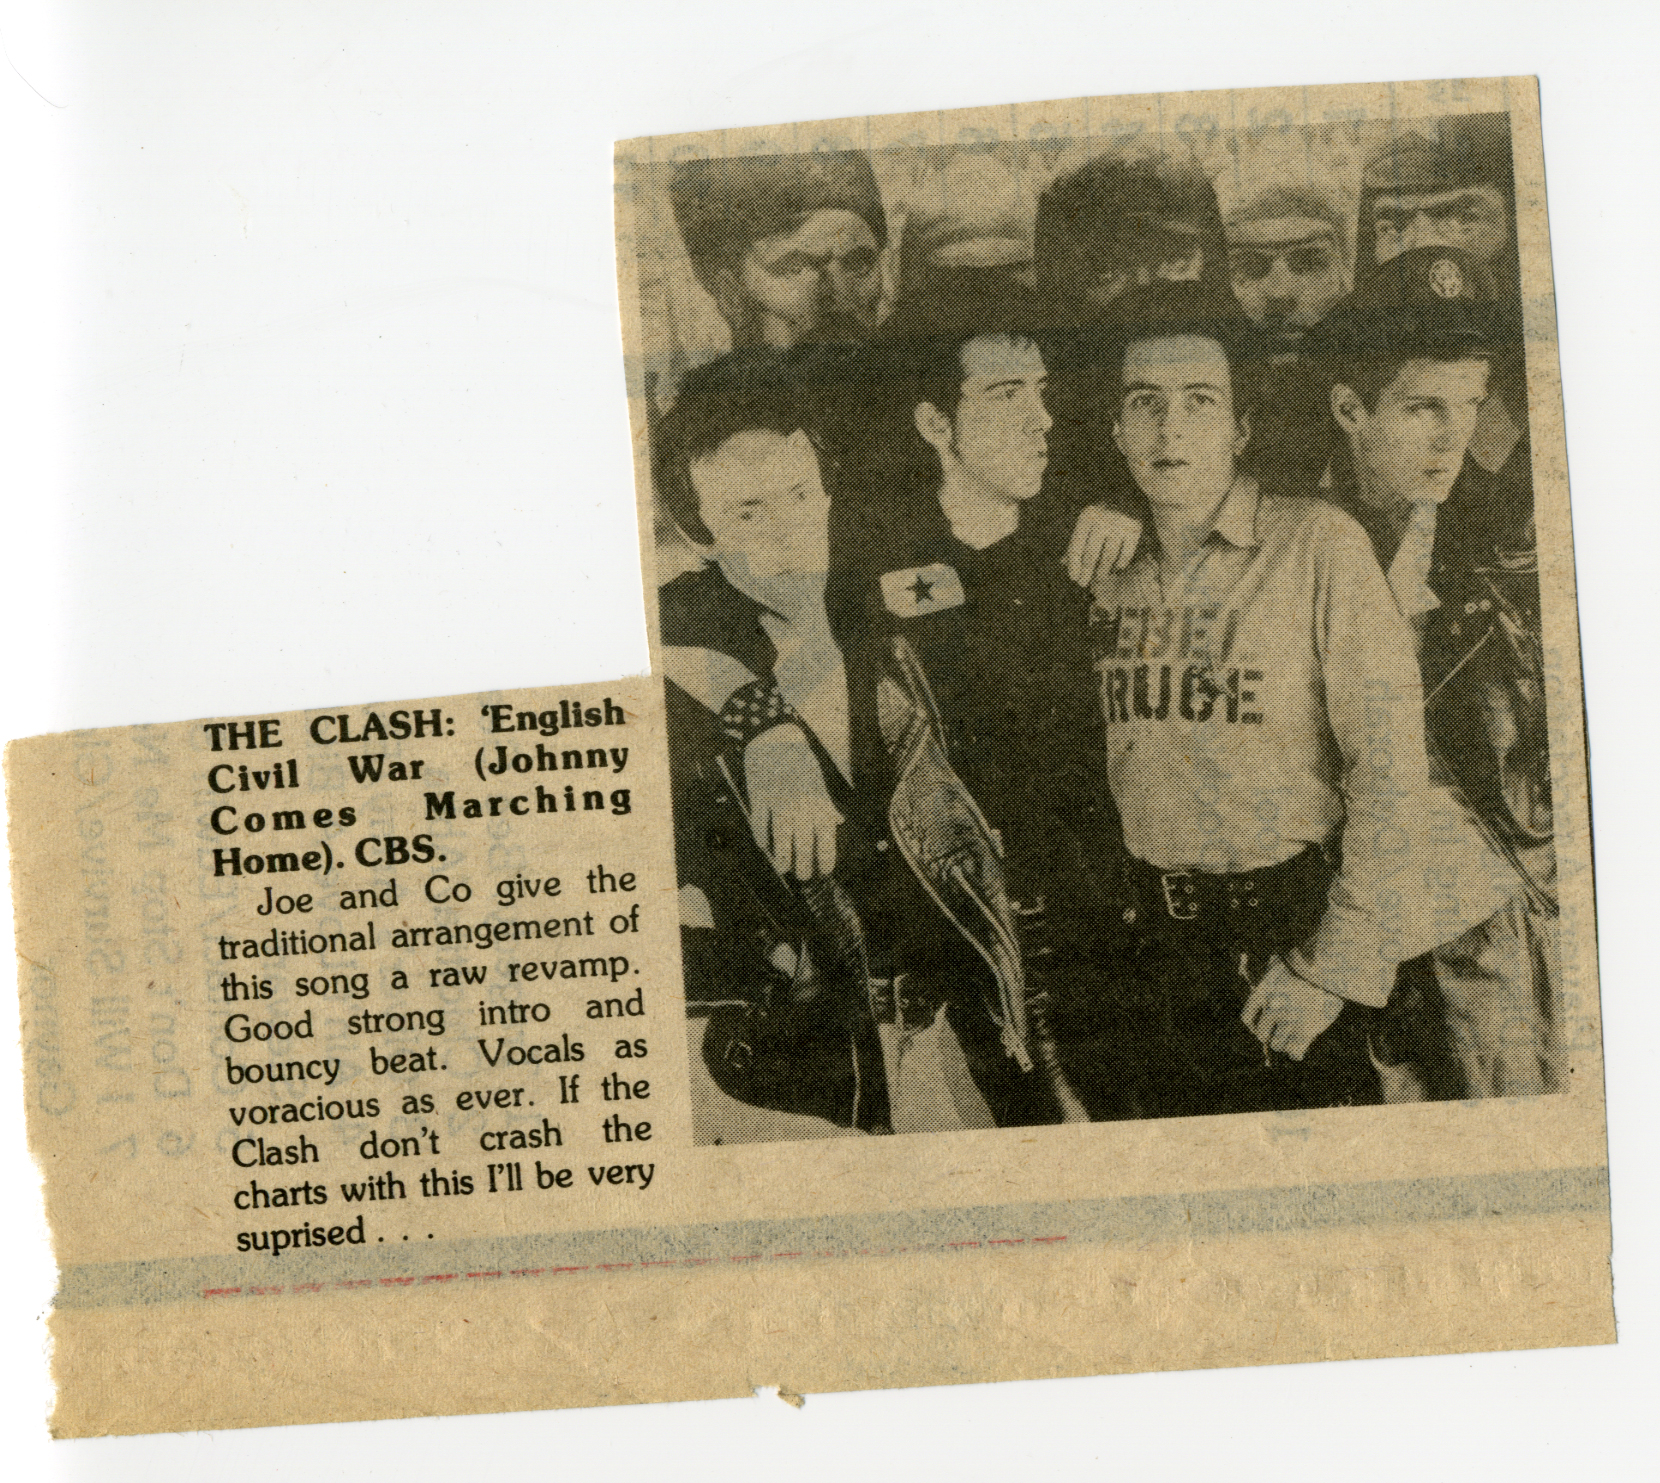 THE CLASH: 'English
Civil War (Johnny
Comes Marching
Home). CBS.
Joe and Co give the
traditional arrangement of
this song a raw revamp.
Good strong intro and
bouncy beat. Vocals as
voracious as ever. If the
Clash don't crash the
charts with this I'll be very
suprised . . .